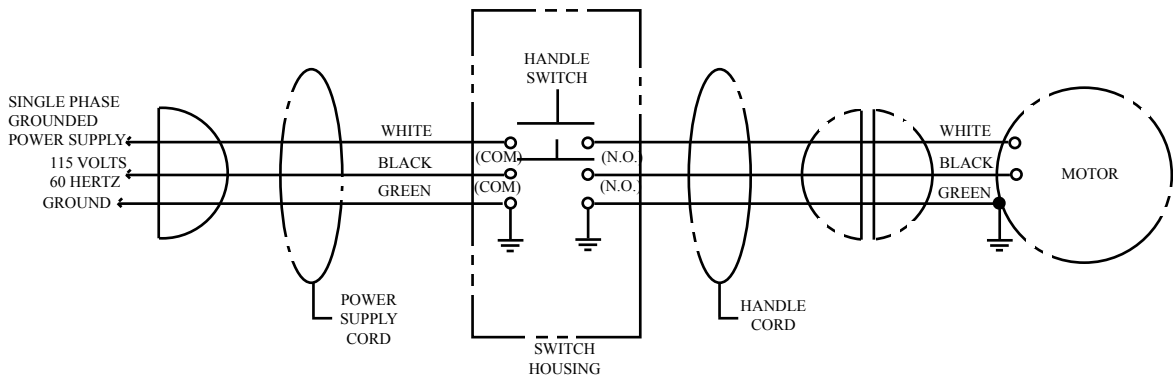 SINGLE PHASE
GROUNDED
POWER SUPPLY
115 VOLTS
60 HERTZ
GROUND
WHITE
BLACK
GREEN
POWER
SUPPLY
CORD
HANDLE
SWITCH
(COM)
(N.O.)
(COM)
(N.O.)
SWITCH
HOUSING
HANDLE
CORD
WHITE
BLACK
GREEN
MOTOR